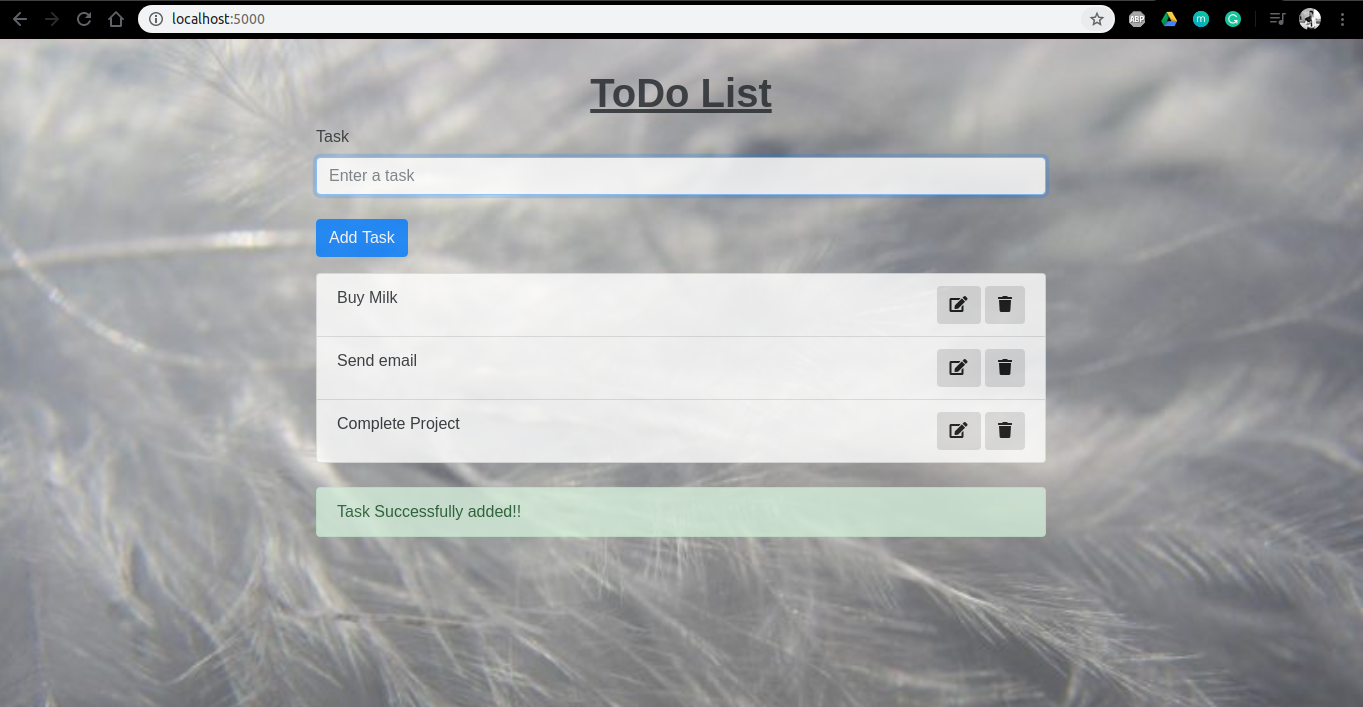 localhost:5000
ABP
m
ToDo List
Task
Enter a task
Add Task
Buy Milk
Send email
Complete Project
Task Successfully added!!